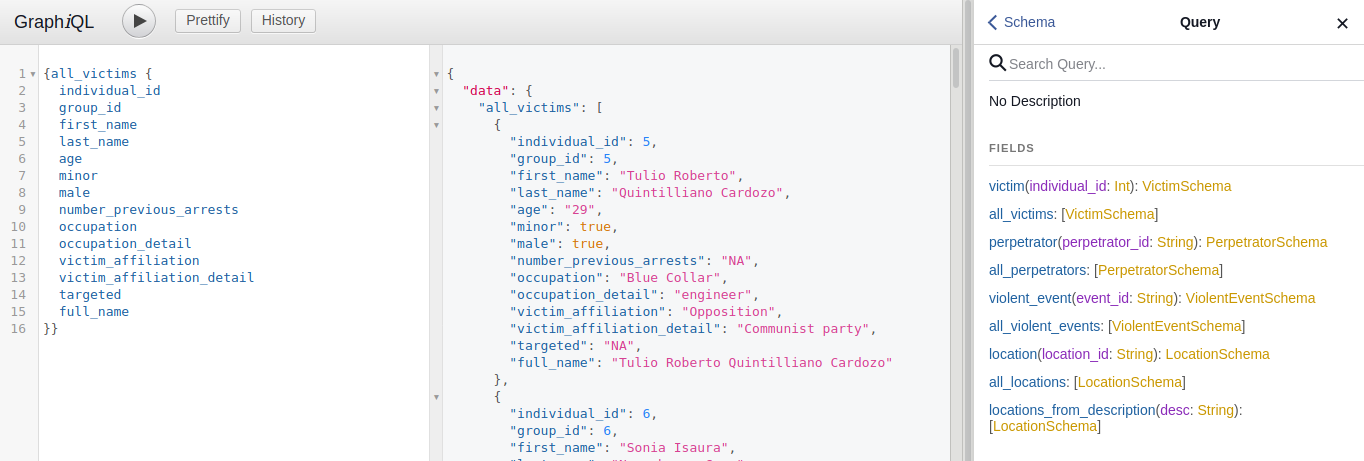 GraphiQL
Prettify
History
1 {all_victims {
2 individual_id
3 group_id
4 first_name
5 last_name
6 age
7 minor
8 male
9 number_previous_arrests
10 occupation
11 occupation_detail
12 victim_affiliation
13 victim_affiliation_detail
14 targeted
15 full_name
16 }}
{
"data": {
"all_victims": [
{
"individual_id": 5,
"group_id": 5,
"first_name": "Tulio Roberto",
"last_name": "Quintilliano Cardozo",
"age": "29",
"minor": true,
"male": true,
"number_previous_arrests": "NA",
"occupation": "Blue Collar",
"occupation_detail": "engineer",
"victim_affiliation": "Opposition",
"victim_affiliation_detail": "Communist party",
"targeted": "NA",
"full_name": "Tulio Roberto Quintilliano Cardozo"
},
{
"individual_id": 6,
"group_id": 6,
"first_name": "Sonia Isaura",
Schema
Query
Search Query...
No Description
FIELDS
victim(individual_id: Int): VictimSchema
all_victims: [VictimSchema]
perpetrator(perpetrator_id: String): PerpetratorSchema
all_perpetrators: [PerpetratorSchema]
violent_event(event_id: String): ViolentEventSchema
all_violent_events: [ViolentEventSchema]
location(location_id: String): LocationSchema
all_locations: [LocationSchema]
locations_from_description(desc: String):
[LocationSchema]